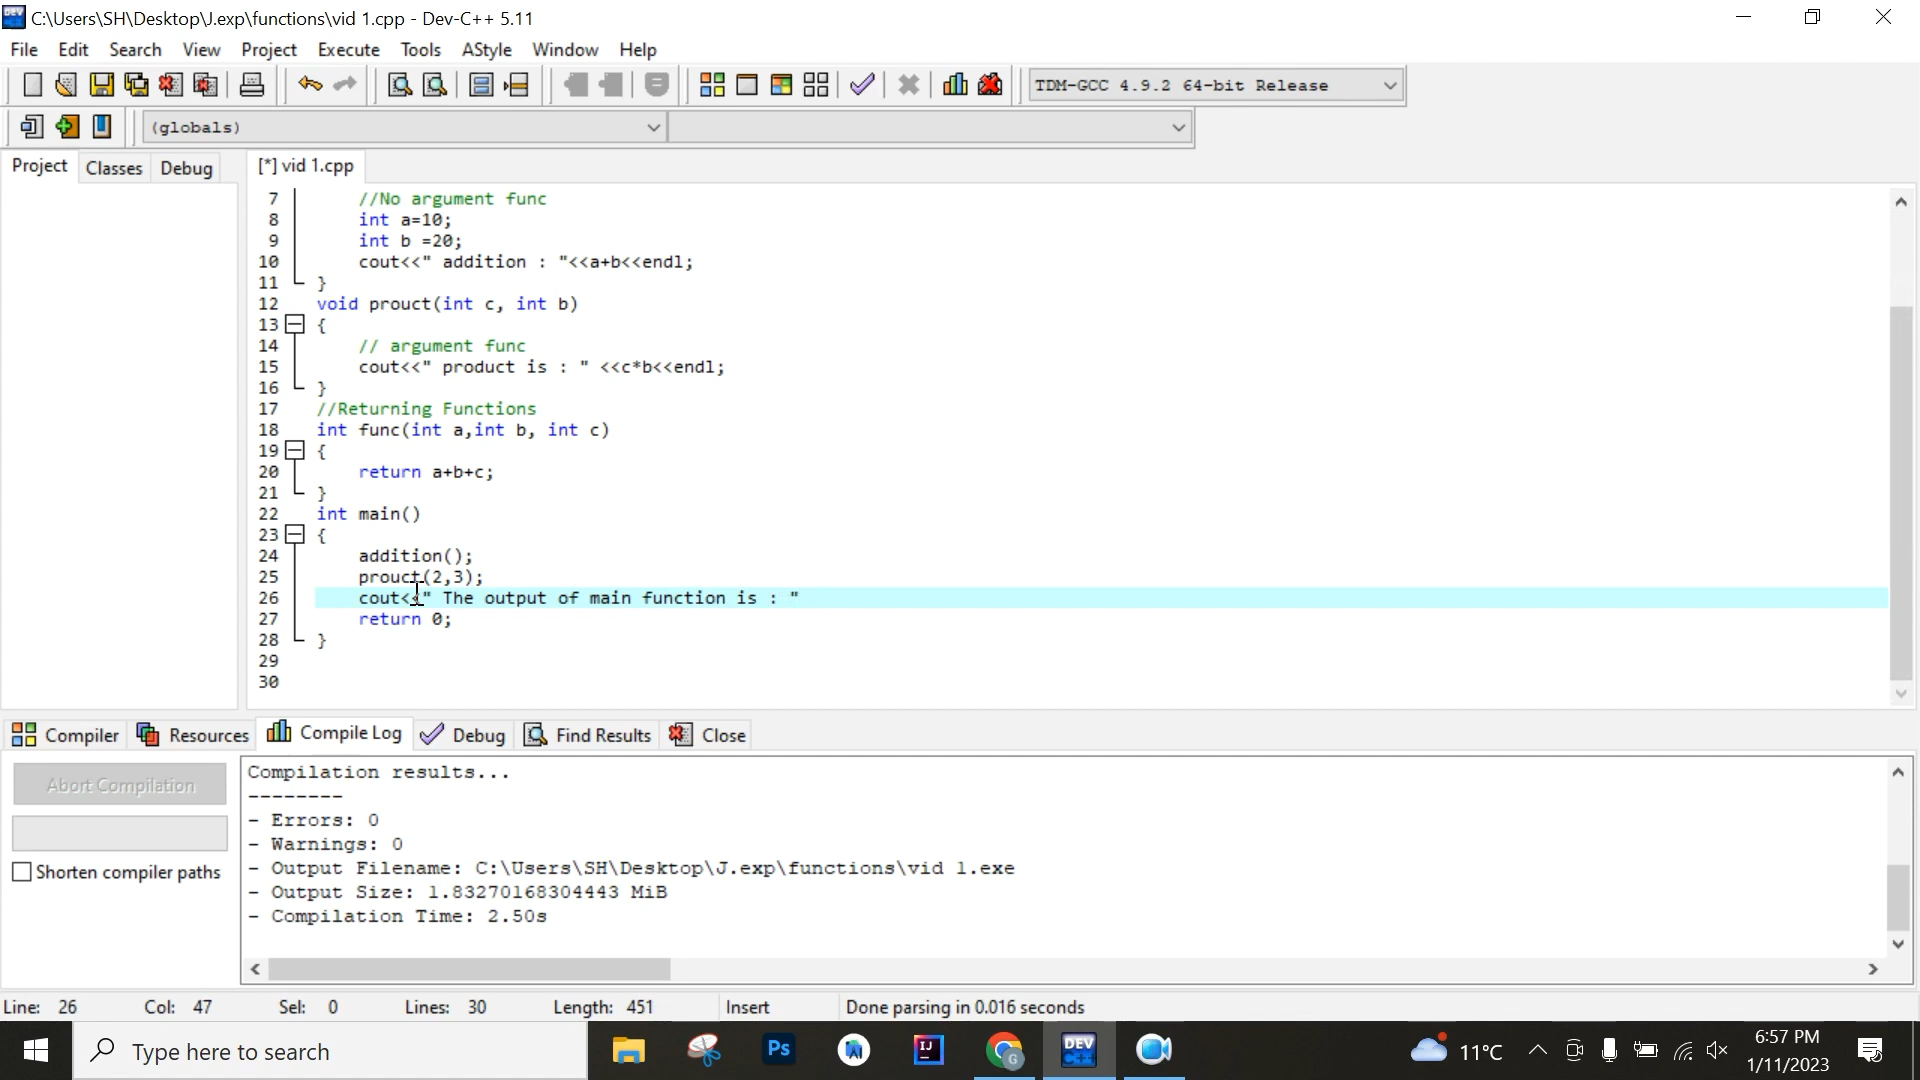 C:\Users\SH\Desktop\J.exp\functions\vid 1.cpp - Dev-C++ 5.11
File Edit Search View Project Execute Tools AStyle Window Help
TDM-GCC 4.9.2 64-bit Release
(globals)
Project Classes Debug [*] vid 1.cpp
7 //No argument func
8 int a=10;
9 int b =20;
10 cout<<" addition : "<<a+b<<endl;
11 }
12 void prouct(int c, int b)
13 {
14 // argument func
15 cout<<" product is : " <<c*b<<endl;
16 }
17 //Returning Functions
18 int func(int a,int b, int c)
19 {
20 return a+b+c;
21 }
22 int main()
23 {
24 addition();
25 prouct(2,3);
26 cout<<" The output of main function is : "
27 return 0;
28 }
29
30
Compiler Resources Compile Log Debug Find Results Close
Abort Compilation
Shorten compiler paths
Compilation results...
--------
- Errors: 0
- Warnings: 0
- Output Filename: C:\Users\SH\Desktop\J.exp\functions\vid 1.exe
- Output Size: 1.83270168304443 MiB
- Compilation Time: 2.50s
Line: 26 Col: 47 Sel: 0 Lines: 30 Length: 451 Insert Done parsing in 0.016 seconds
Type here to search
Ps
IJ
G
DEV C++
11°C
6:57 PM
1/11/2023